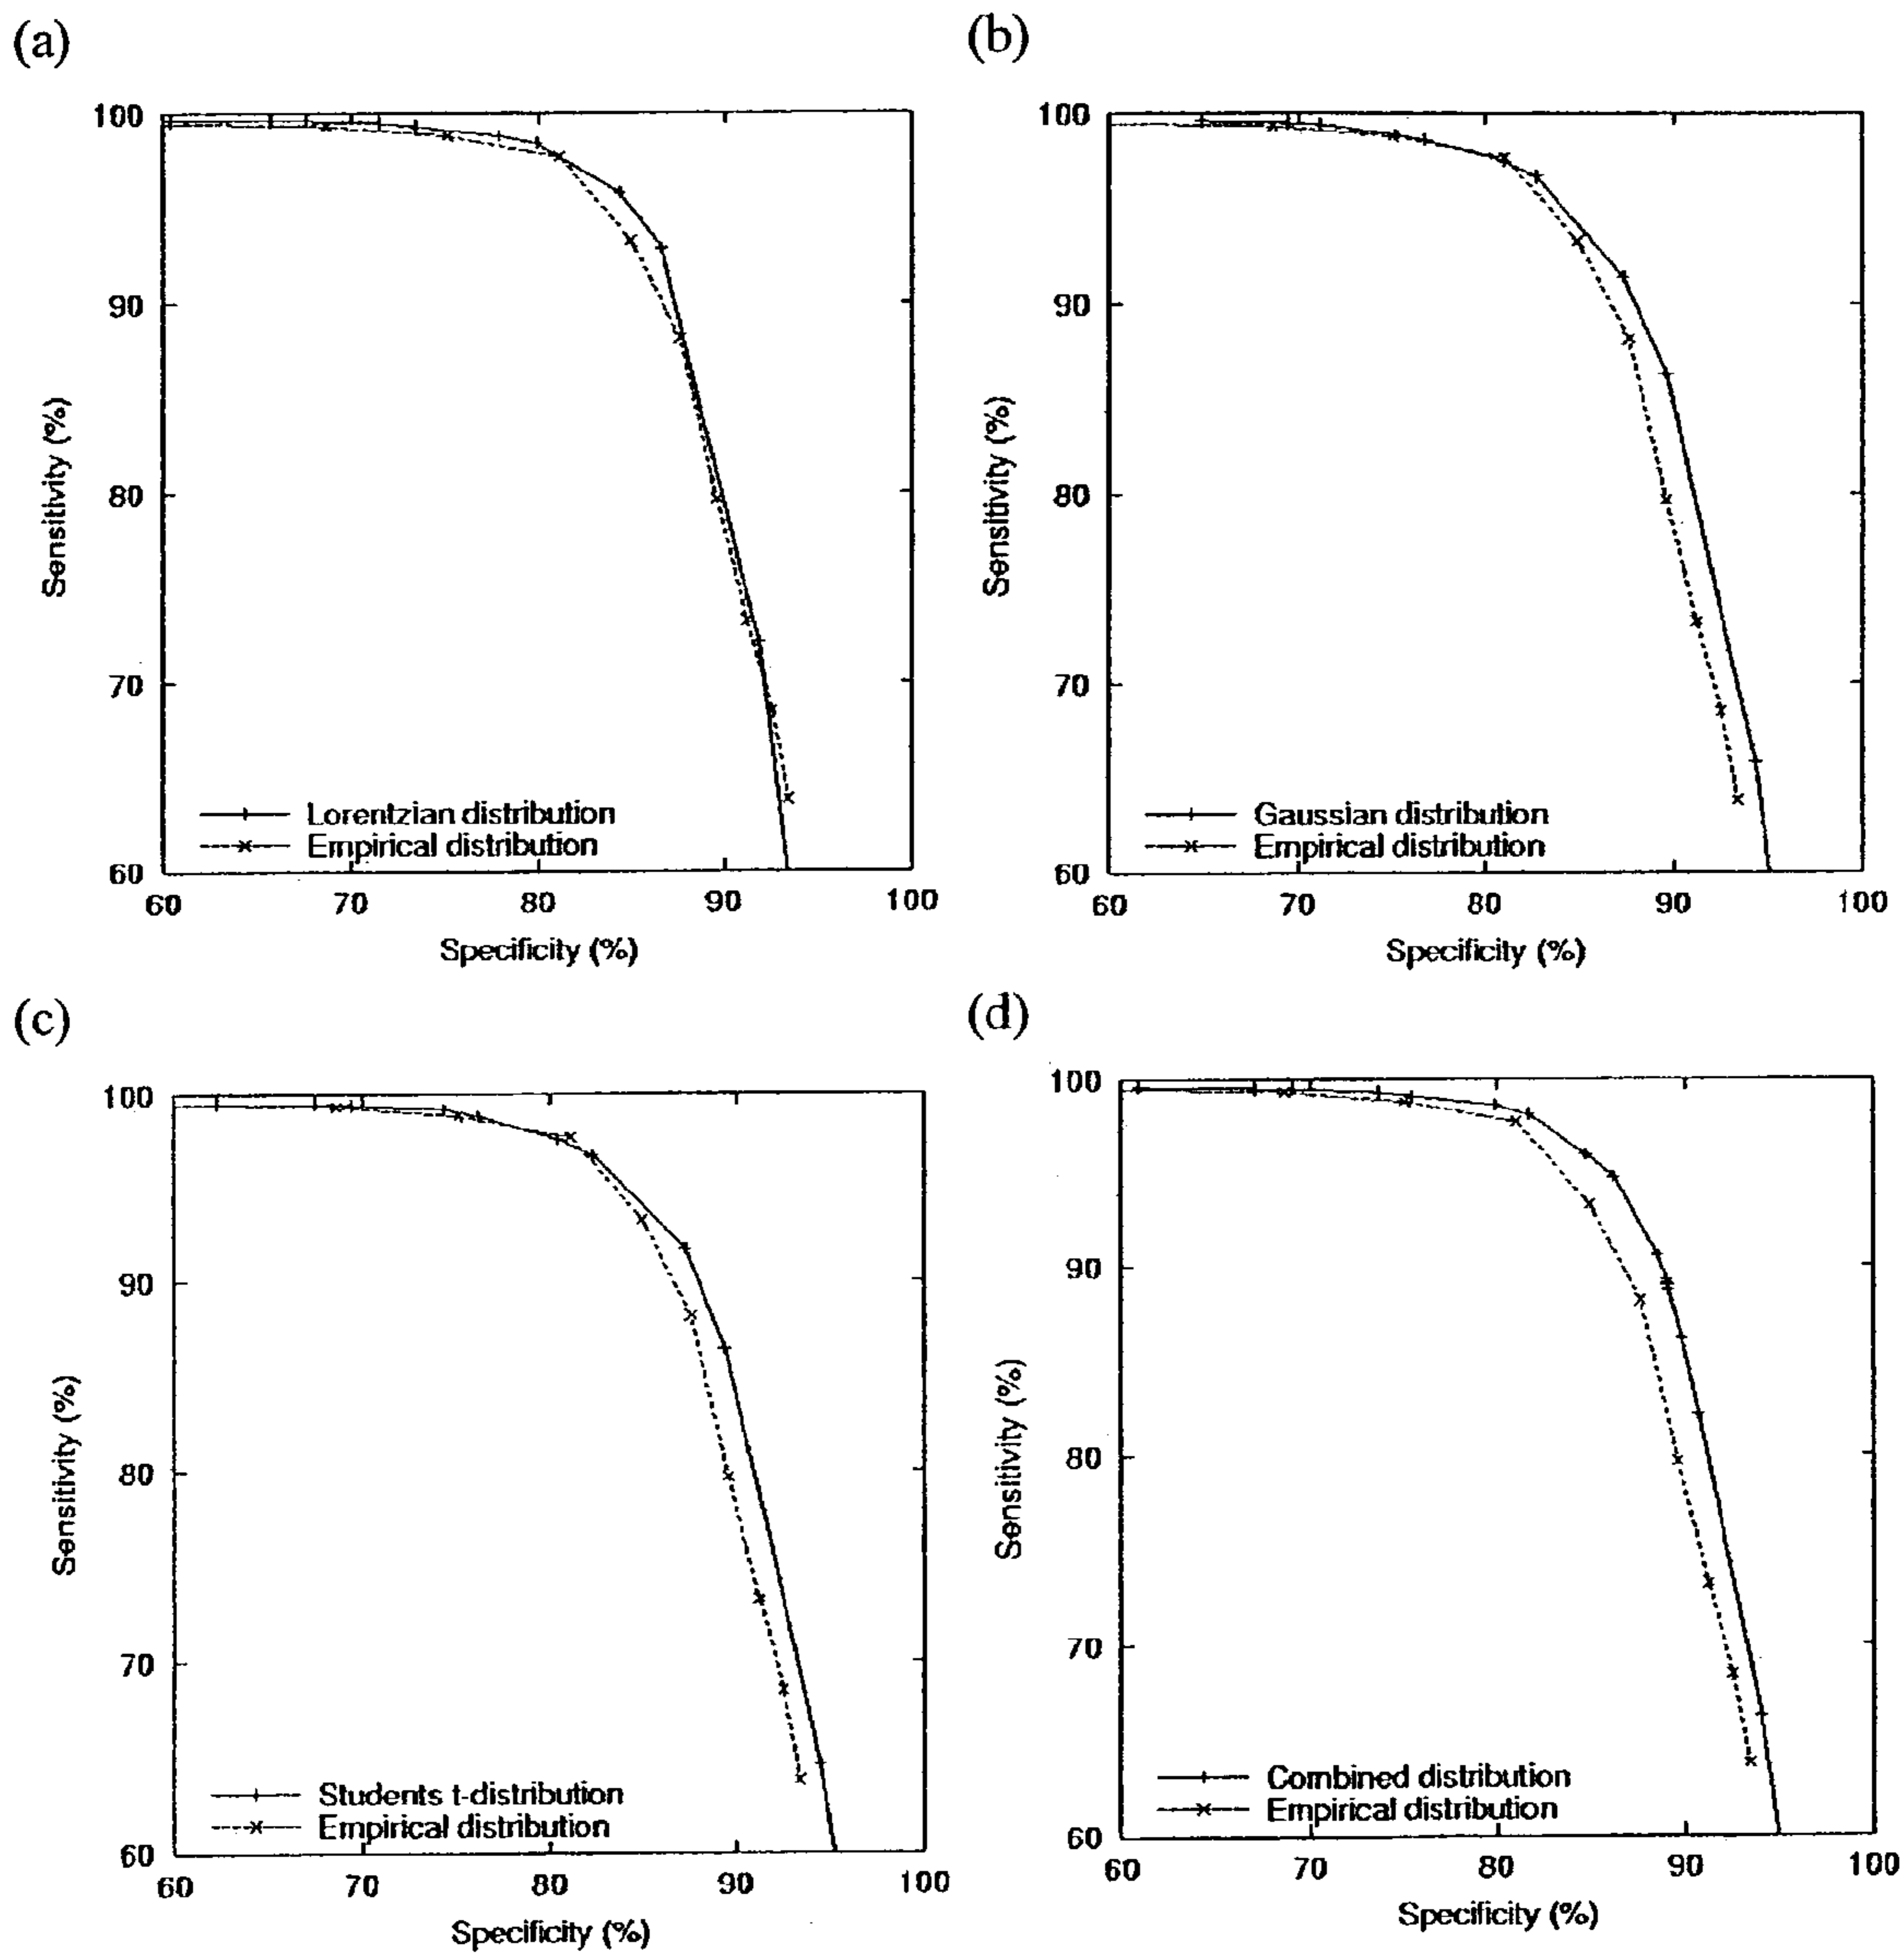 (a)
100
90
80
70
60
Sensitivity (%)
Lorentzian distribution
Empirical distribution
60 70 80 90 100
Specificity (%)
(b)
100
90
80
70
60
Sensitivity (%)
Gaussian distribution
Empirical distribution
60 70 80 90 100
Specificity (%)
(c)
100
90
80
70
60
Sensitivity (%)
Students t-distribution
Empirical distribution
60 70 80 90 100
Specificity (%)
(d)
100
90
80
70
60
Sensitivity (%)
Combined distribution
Empirical distribution
60 70 80 90 100
Specificity (%)